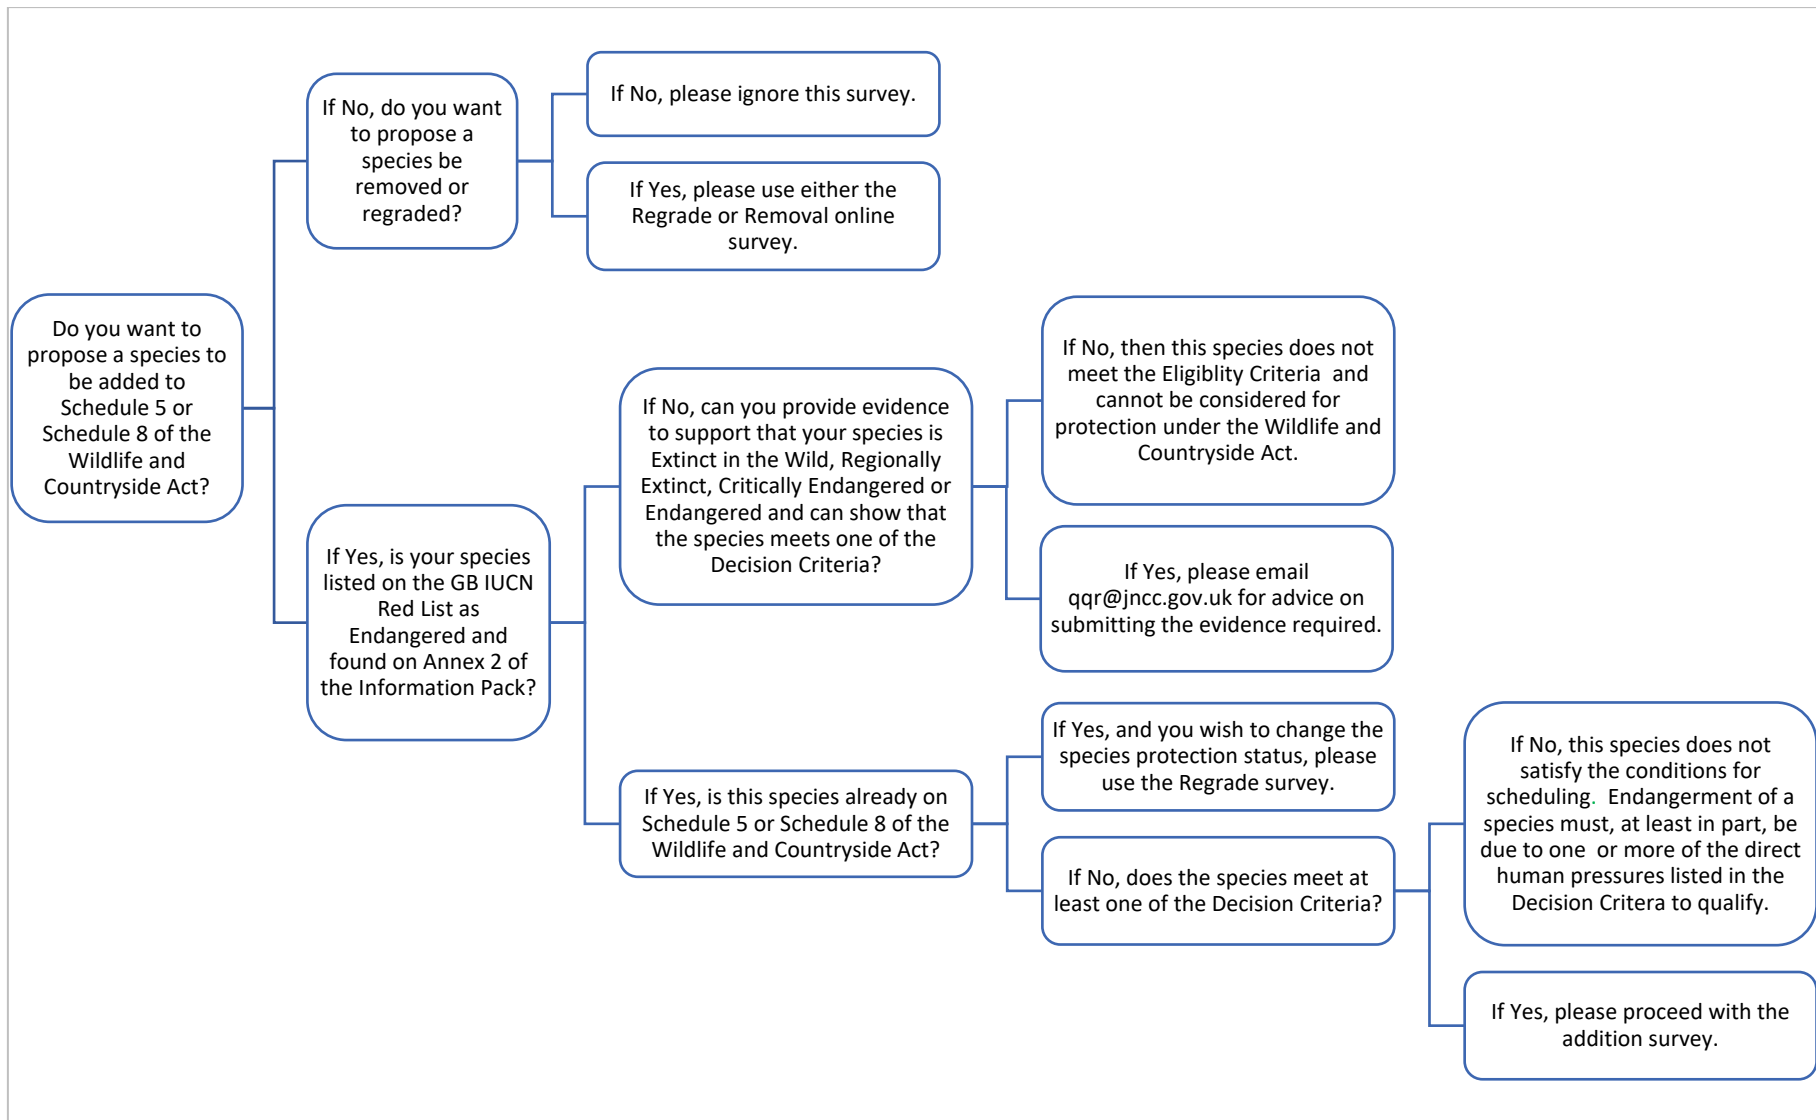 Do you want to
propose a species to
be added to
Schedule 5 or
Schedule 8 of the
Wildlife and
Countryside Act?
If No, do you want
to propose a
species be
removed or
regraded?
If No, please ignore this survey.
If Yes, please use either the
Regrade or Removal online
survey.
If Yes, is your species
listed on the GB IUCN
Red List as
Endangered and
found on Annex 2 of
the Information Pack?
If No, can you provide evidence
to support that your species is
Extinct in the Wild, Regionally
Extinct, Critically Endangered or
Endangered and can show that
the species meets one of the
Decision Criteria?
If No, then this species does not
meet the Eligiblity Criteria  and
cannot be considered for
protection under the Wildlife and
Countryside Act.
If Yes, please email
qqr@jncc.gov.uk for advice on
submitting the evidence required.
If Yes, is this species already on
Schedule 5 or Schedule 8 of the
Wildlife and Countryside Act?
If Yes, and you wish to change the
species protection status, please
use the Regrade survey.
If No, does the species meet at
least one of the Decision Criteria?
If No, this species does not
satisfy the conditions for
scheduling.  Endangerment of a
species must, at least in part, be
due to one  or more of the direct
human pressures listed in the
Decision Critera to qualify.
If Yes, please proceed with the
addition survey.